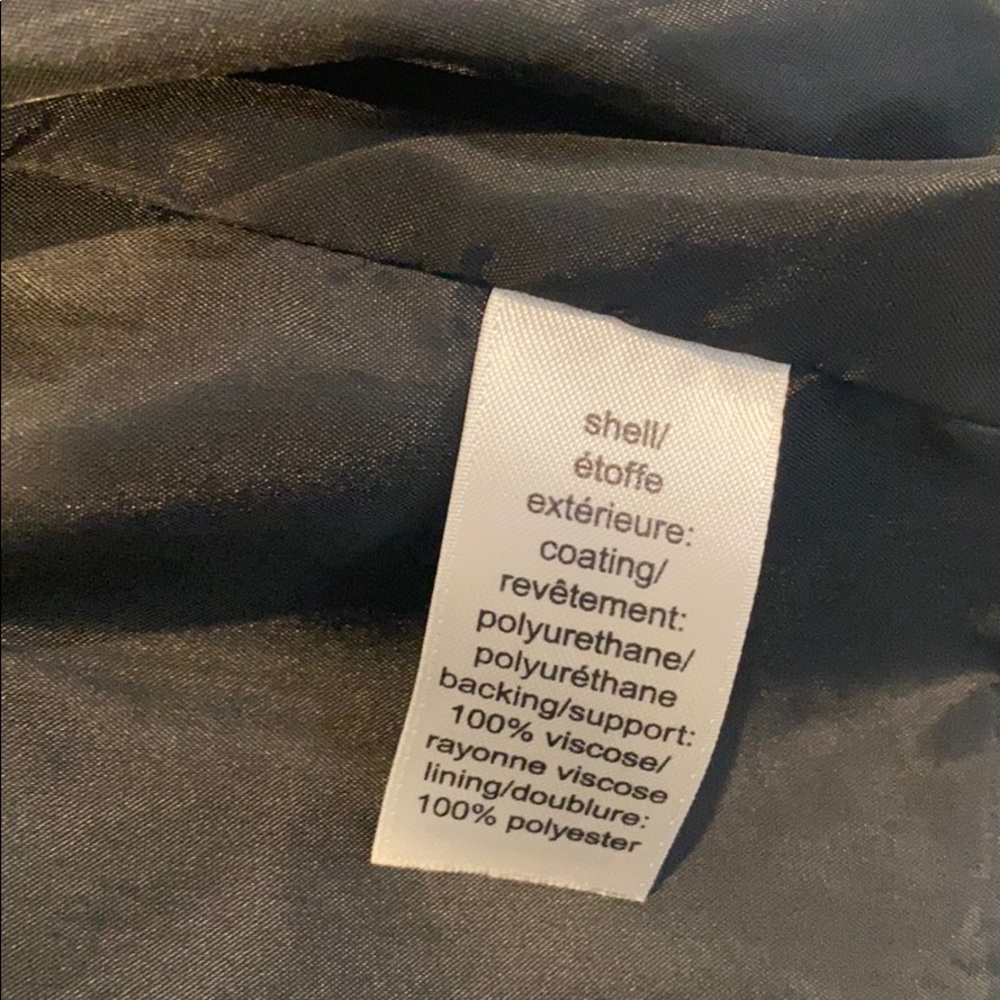 shell/
étoffe
extérieure:
coating/
revêtement:
polyurethane/
polyuréthane
backing/support:
100% viscose/
rayonne viscose
lining/doublure:
100% polyester